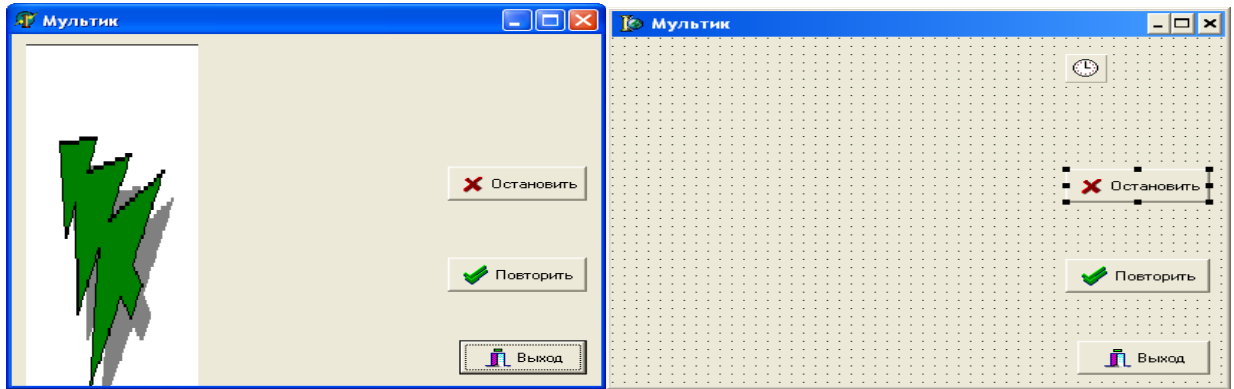 Мультик
Остановить
Повторить
Выход
Мультик
Остановить
Повторить
Выход